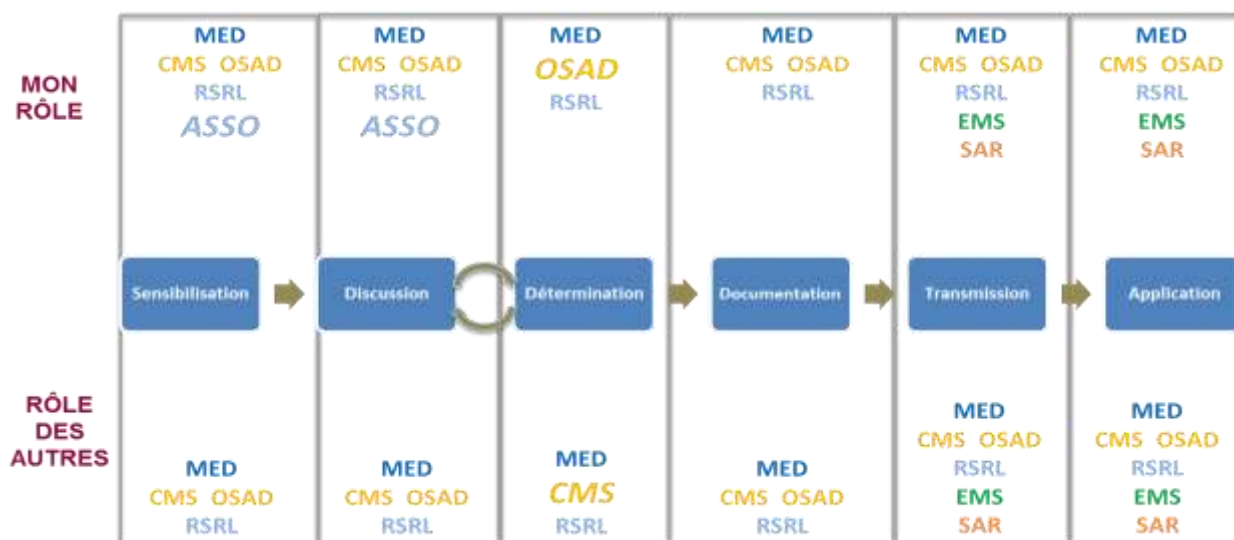 MON
RÔLE
MED
CMS OSAD
RSRL
ASSO
MED
CMS OSAD
RSRL
ASSO
MED
OSAD
RSRL
MED
CMS OSAD
RSRL
MED
CMS OSAD
RSRL
EMS
SAR
MED
CMS OSAD
RSRL
EMS
SAR
Sensibilisation
Discussion
Détermination
Documentation
Transmission
Application
RÔLE
DES
AUTRES
MED
CMS OSAD
RSRL
MED
CMS OSAD
RSRL
MED
CMS
RSRL
MED
CMS OSAD
RSRL
MED
CMS OSAD
RSRL
EMS
SAR
MED
CMS OSAD
RSRL
EMS
SAR